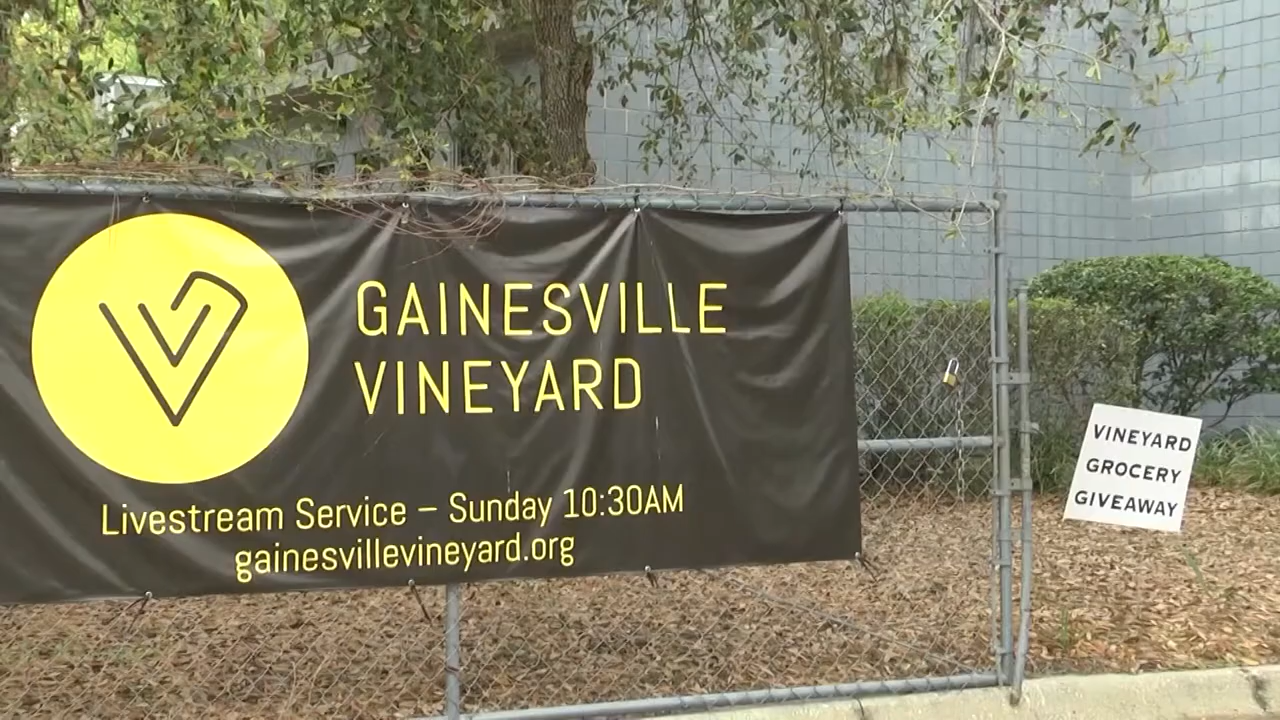 GAINESVILLE
VINEYARD
Livestream Service – Sunday 10:30AM
gainesvillevineyard.org
VINEYARD
GROCERY
GIVEAWAY